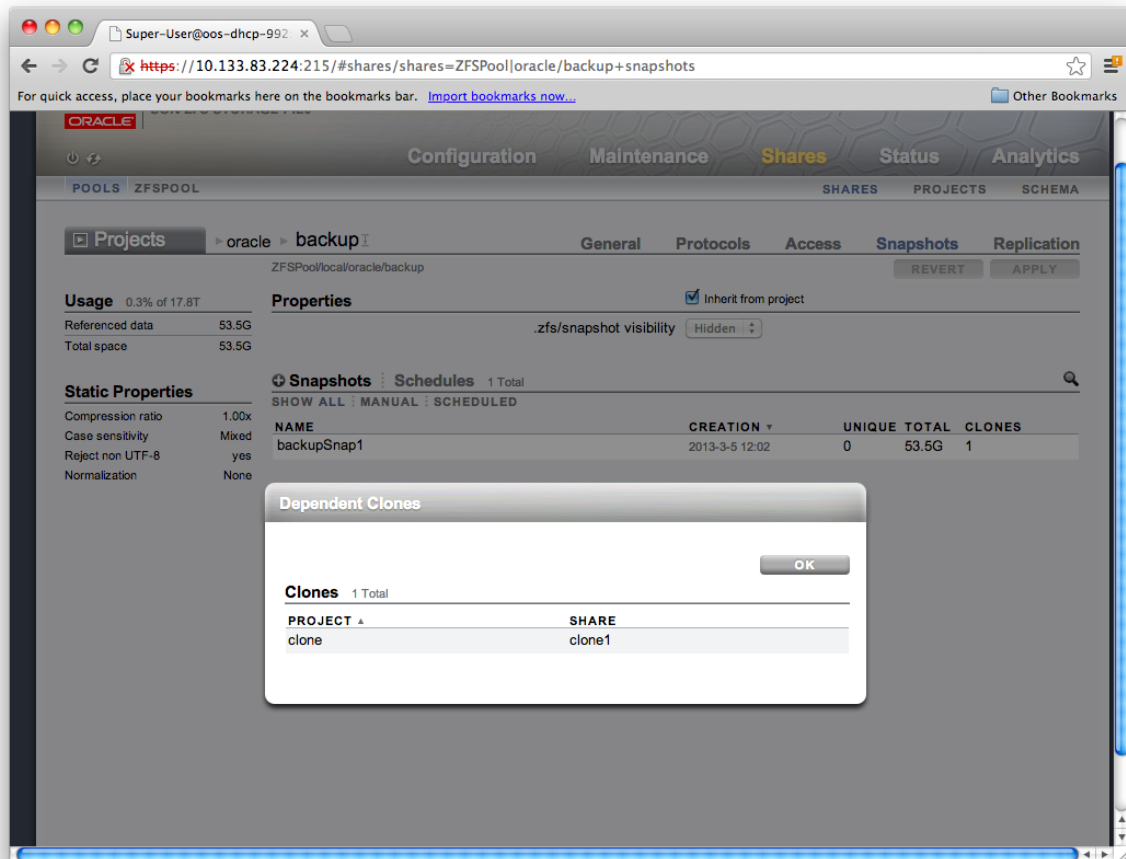 Super-User@oos-dhcp-992
https://10.133.83.224:215/#shares/shares=ZFSPool|oracle/backup+snapshots
For quick access, place your bookmarks here on the bookmarks bar. Import bookmarks now... Other Bookmarks
ORACLE
Configuration Maintenance Shares Status Analytics
POOLS ZFSPOOL SHARES PROJECTS SCHEMA
Projects oracle backup General Protocols Access Snapshots Replication
ZFSPool/local/oracle/backup REVERT APPLY
Usage 0.3% of 17.8T Properties Inherit from project
Referenced data 53.5G .zfs/snapshot visibility Hidden
Total space 53.5G
Static Properties Snapshots Schedules 1 Total
SHOW ALL MANUAL SCHEDULED
Compression ratio 1.00x NAME CREATION UNIQUE TOTAL CLONES
Case sensitivity Mixed backupSnap1 2013-3-5 12:02 0 53.5G 1
Reject non UTF-8 yes
Normalization None
Dependent Clones
OK
Clones 1 Total
PROJECT SHARE
clone clone1